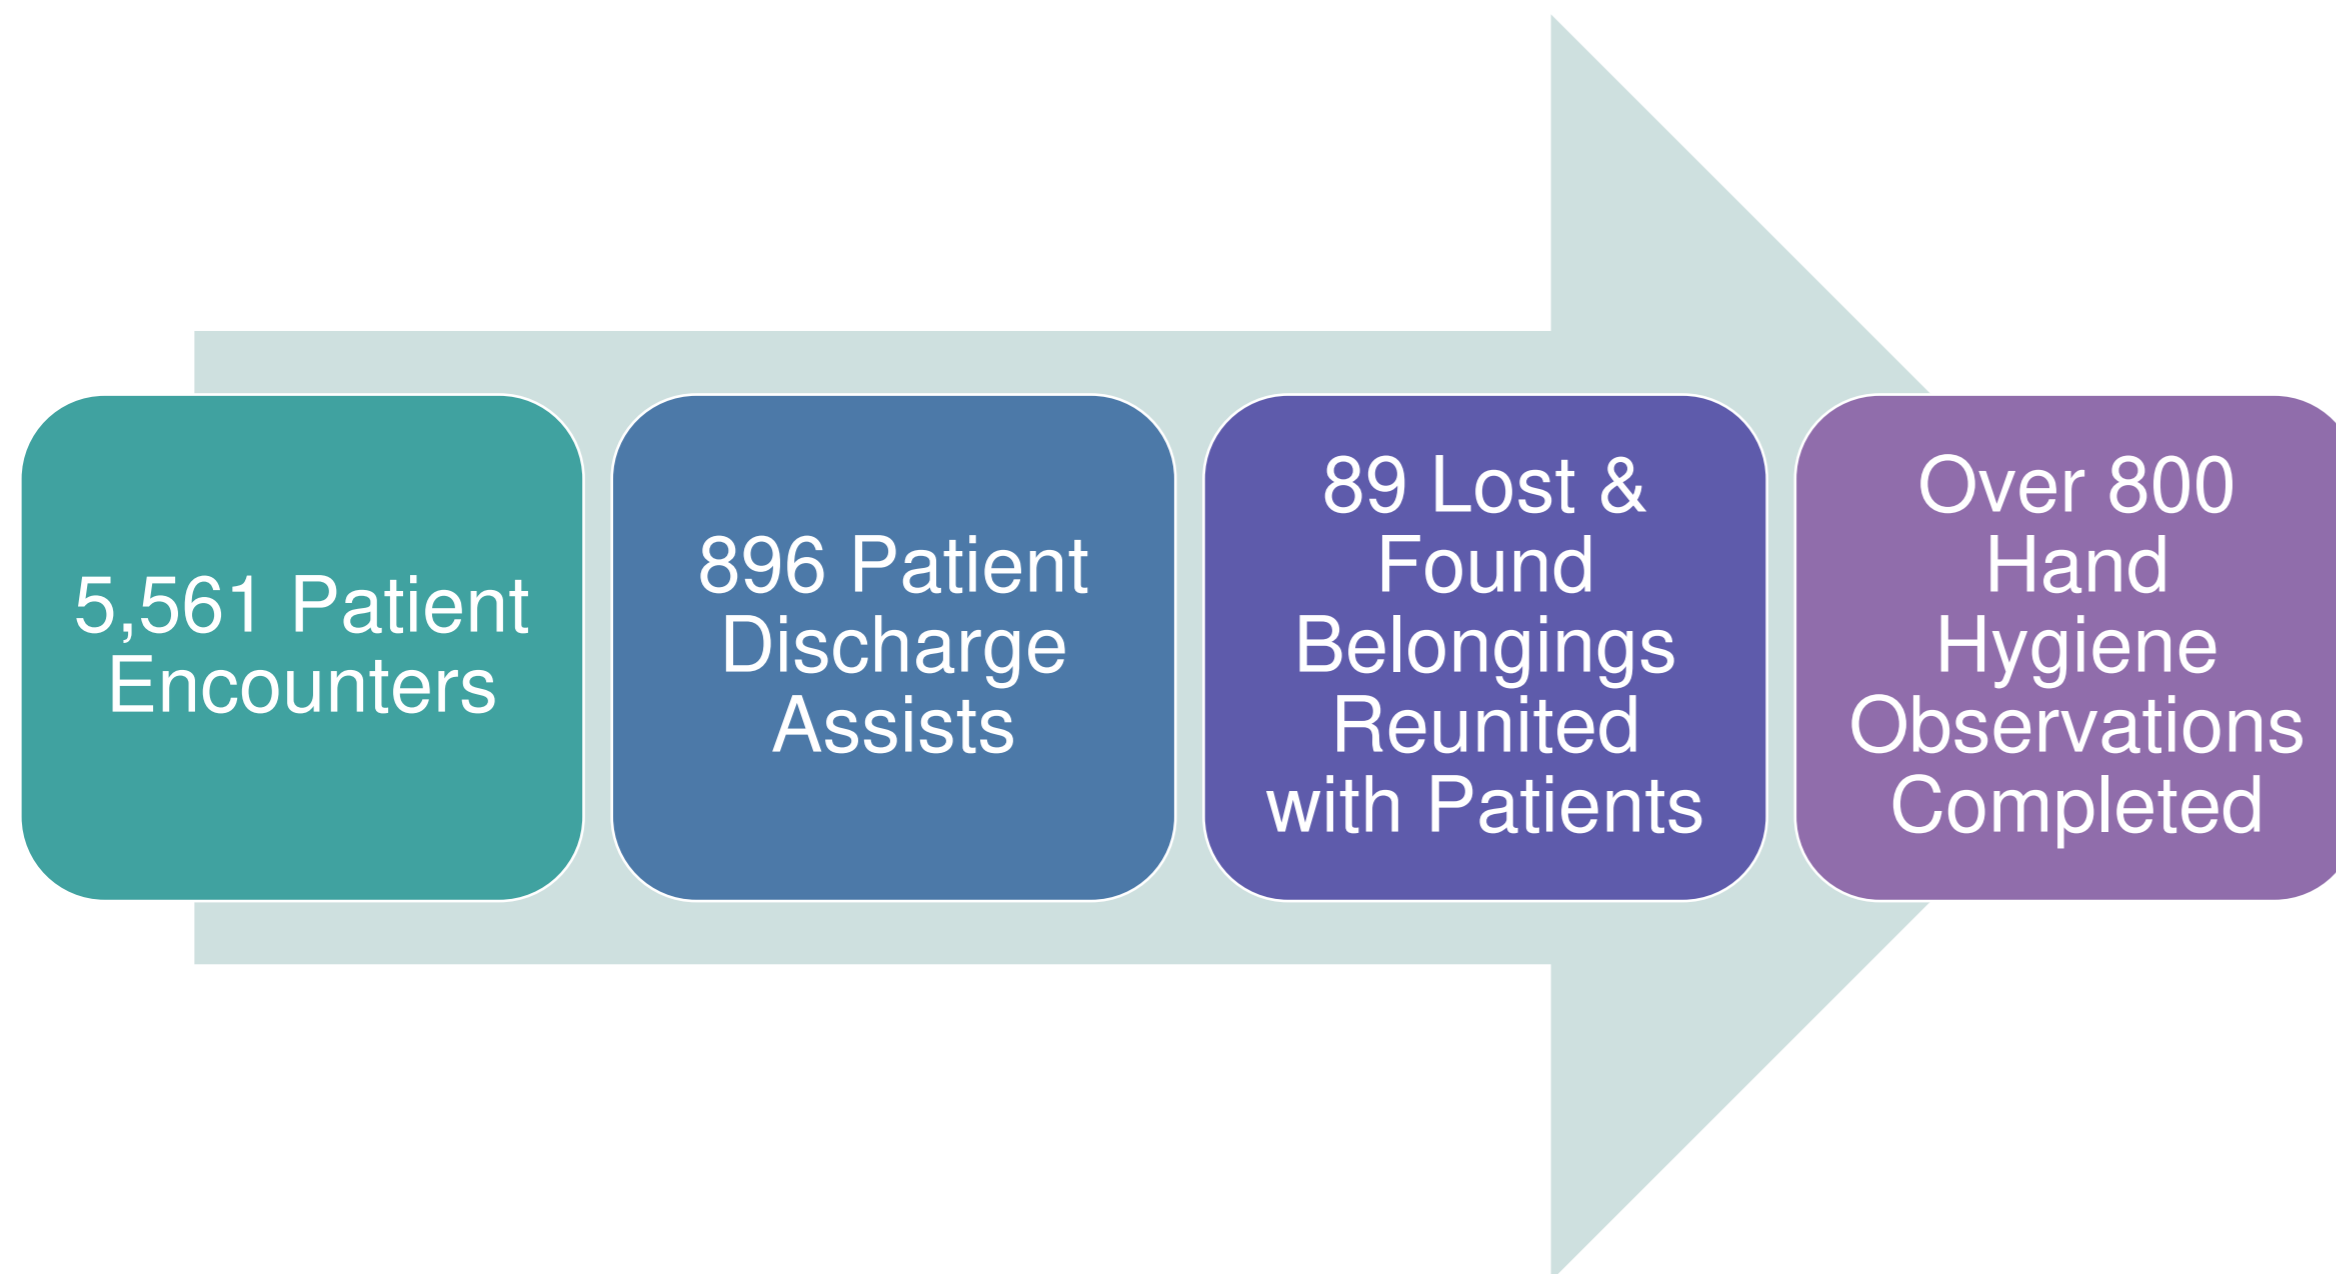 5,561 Patient
Encounters
896 Patient
Discharge
Assists
89 Lost &
Found
Belongings
Reunited
with Patients
Over 800
Hand
Hygiene
Observations
Completed